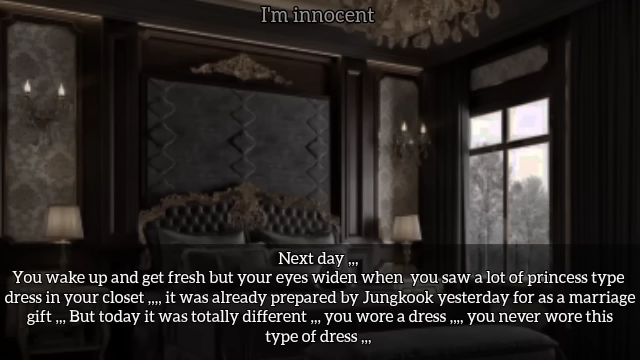 I'm innocent
Next day ,,,
You wake up and get fresh but your eyes widen when you saw a lot of princess type
dress in your closet ,,,, it was already prepared by Jungkook yesterday for as a marriage
gift ,,, But today it was totally different ,,, you wore a dress ,,,, you never wore this
type of dress ,,,